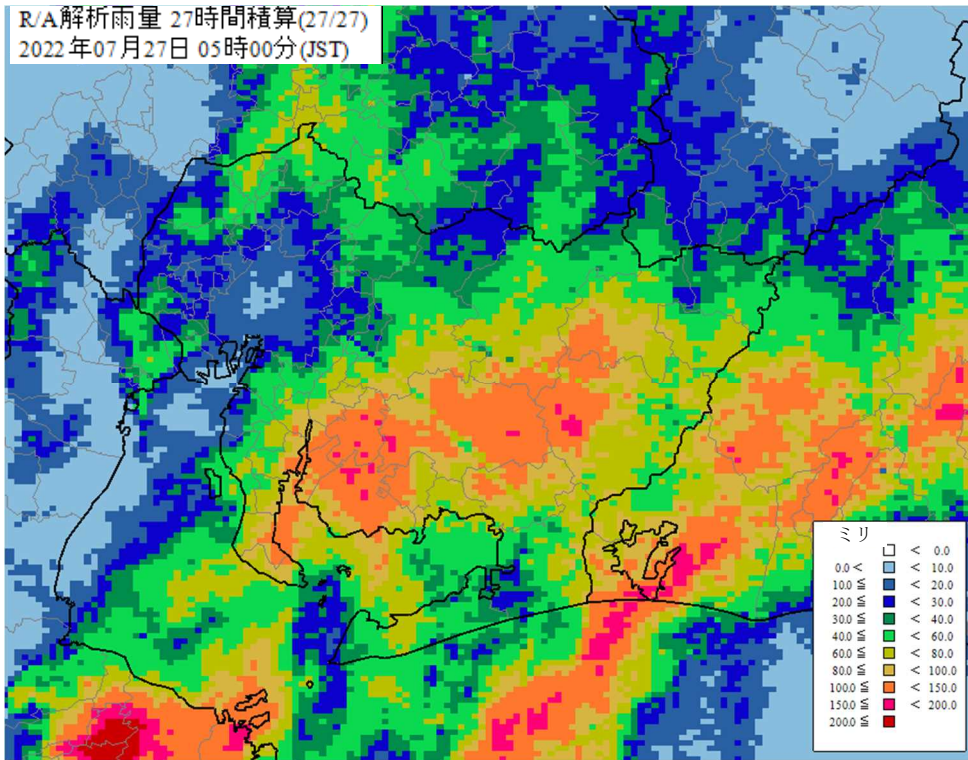 R/A解析雨量 27時間積算(27/27)
2022年07月27日 05時00分(JST)
ミリ
< 0.0
0.0 < < 10.0
10.0 ≦ < 20.0
20.0 ≦ < 30.0
30.0 ≦ < 40.0
40.0 ≦ < 60.0
60.0 ≦ < 80.0
80.0 ≦ < 100.0
100.0 ≦ < 150.0
150.0 ≦ < 200.0
200.0 ≦